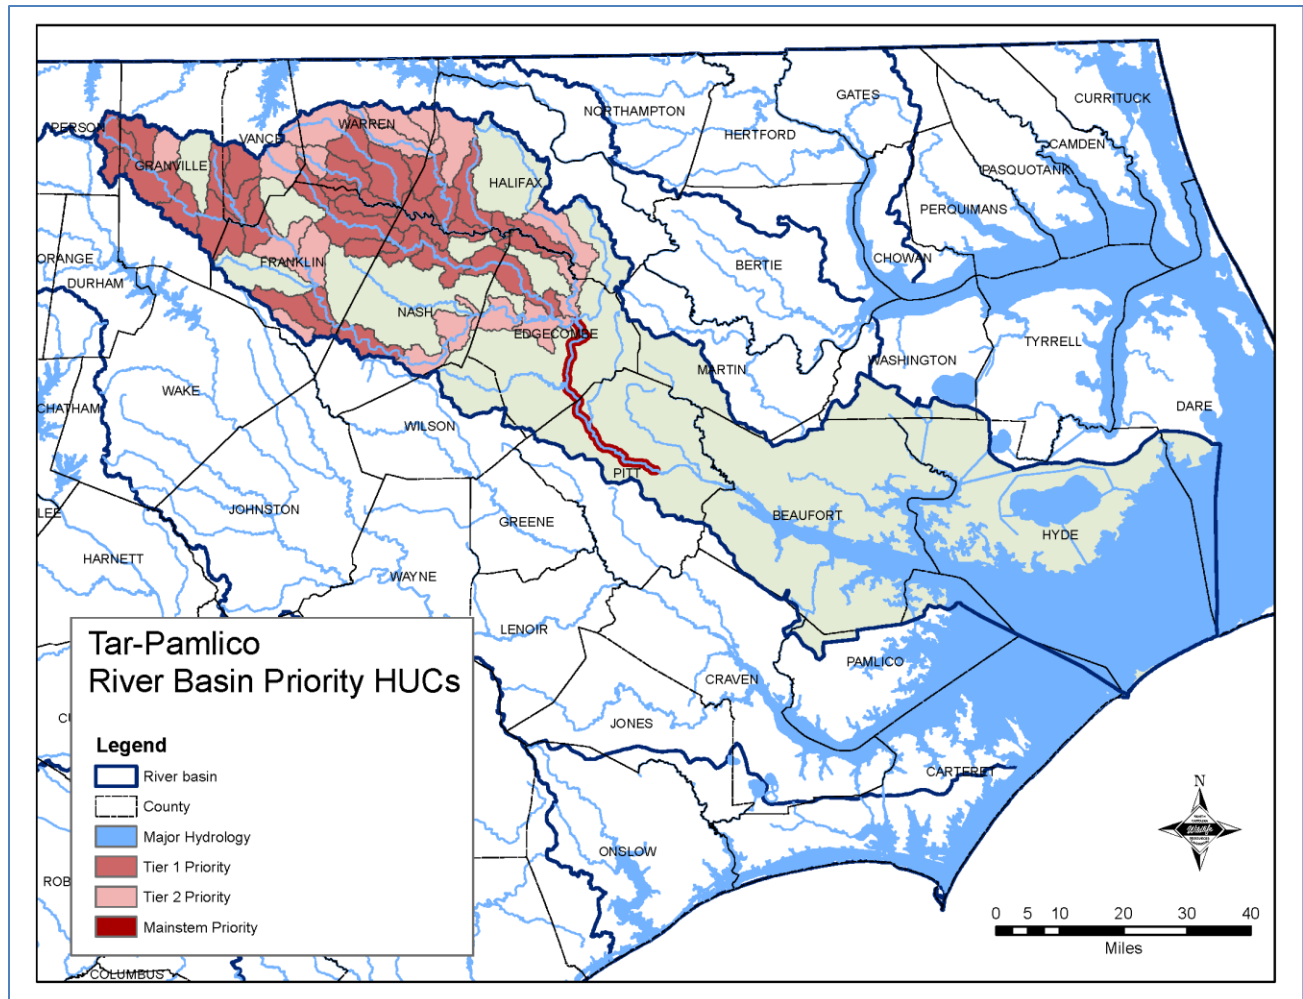 GATES
CURRITUCK
NORTHAMPTON
HERTFORD
PERSON
WARREN
VANCE
CAMDEN
GRANVILLE
PASQUOTANK
HALIFAX
PERQUIMANS
ORANGE
FRANKLIN
BERTIE
CHOWAN
DURHAM
NASH
EDGECOMBE
TYRRELL
WASHINGTON
MARTIN
WAKE
CHATHAM
DARE
WILSON
PITT
JOHNSTON
BEAUFORT
LEE
GREENE
HYDE
HARNETT
WAYNE
LENOIR
PAMLICO
CRAVEN
JONES
CARTERET
ONSLOW
COLUMBUS
CU
ROB
Tar-Pamlico
River Basin Priority HUCs
Legend
River basin
County
Major Hydrology
Tier 1 Priority
Tier 2 Priority
Mainstem Priority
N
0 5 10 20 30 40
Miles